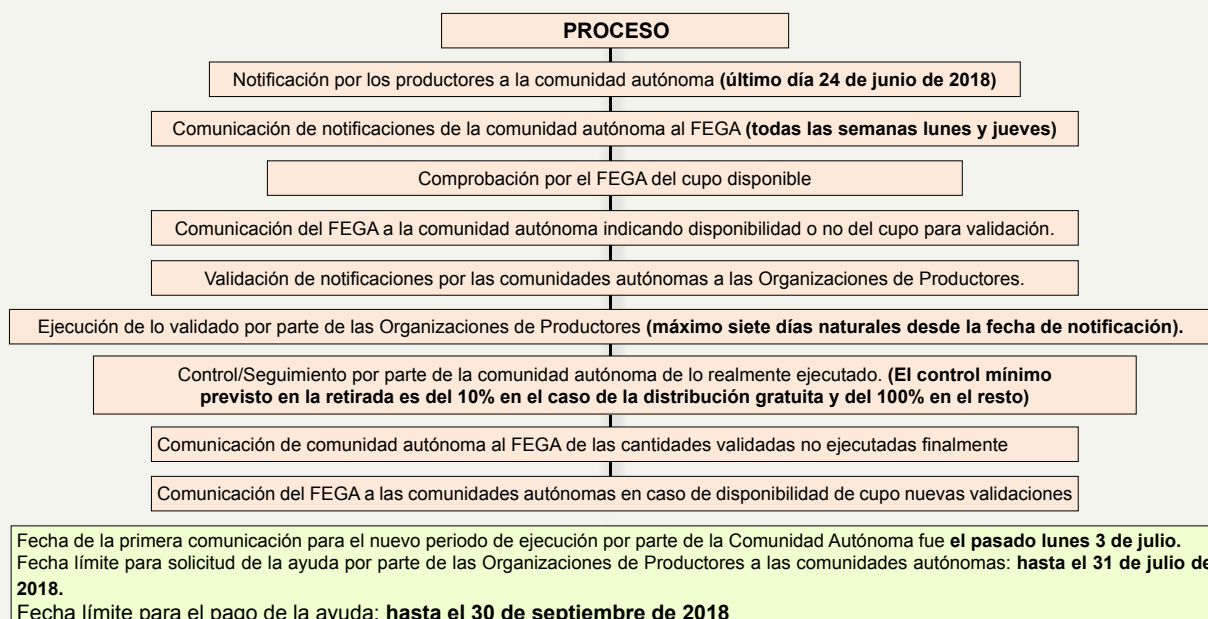 PROCESO
Notificación por los productores a la comunidad autónoma (último día 24 de junio de 2018)
Comunicación de notificaciones de la comunidad autónoma al FEGA (todas las semanas lunes y jueves)
Comprobación por el FEGA del cupo disponible
Comunicación del FEGA a la comunidad autónoma indicando disponibilidad o no del cupo para validación.
Validación de notificaciones por las comunidades autónomas a las Organizaciones de Productores.
Ejecución de lo validado por parte de las Organizaciones de Productores (máximo siete días naturales desde la fecha de notificación).
Control/Seguimiento por parte de la comunidad autónoma de lo realmente ejecutado. (El control mínimo
previsto en la retirada es del 10% en el caso de la distribución gratuita y del 100% en el resto)
Comunicación de comunidad autónoma al FEGA de las cantidades validadas no ejecutadas finalmente
Comunicación del FEGA a las comunidades autónomas en caso de disponibilidad de cupo nuevas validaciones
Fecha de la primera comunicación para el nuevo periodo de ejecución por parte de la Comunidad Autónoma fue el pasado lunes 3 de julio.
Fecha límite para solicitud de la ayuda por parte de las Organizaciones de Productores a las comunidades autónomas: hasta el 31 de julio de
2018.
Fecha límite para el pago de la ayuda: hasta el 30 de septiembre de 2018